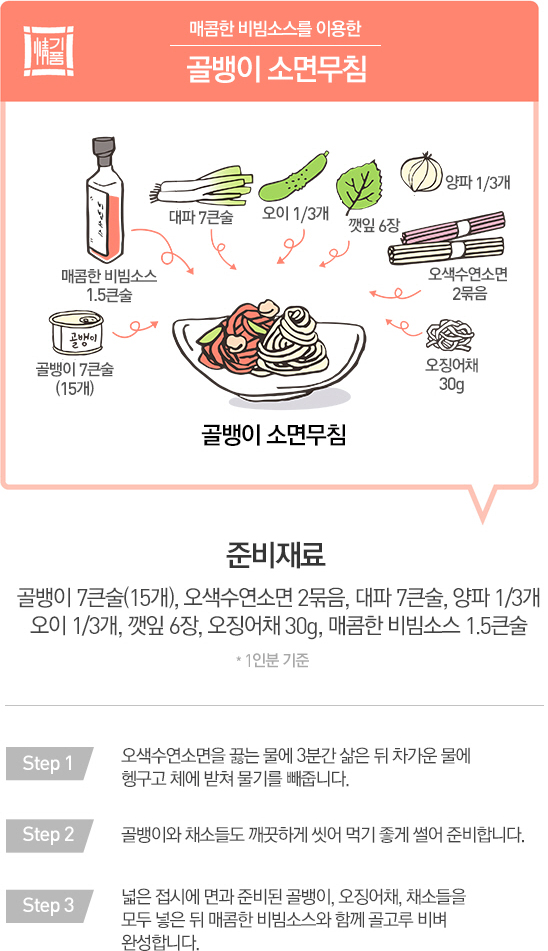 情기품
매콤한 비빔소스를 이용한
골뱅이 소면무침
비빔소스
대파 7큰술
오이 1/3개
깻잎 6장
양파 1/3개
매콤한 비빔소스
1.5큰술
오색수연소면
2묶음
골뱅이
골뱅이 7큰술
(15개)
오징어채
30g
골뱅이 소면무침
준비재료
골뱅이 7큰술(15개), 오색수연소면 2묶음, 대파 7큰술, 양파 1/3개
오이 1/3개, 깻잎 6장, 오징어채 30g, 매콤한 비빔소스 1.5큰술
* 1인분 기준
Step 1
오색수연소면을 끓는 물에 3분간 삶은 뒤 차가운 물에
헹구고 체에 받쳐 물기를 빼줍니다.
Step 2
골뱅이와 채소들도 깨끗하게 씻어 먹기 좋게 썰어 준비합니다.
Step 3
넓은 접시에 면과 준비된 골뱅이, 오징어채, 채소들을
모두 넣은 뒤 매콤한 비빔소스와 함께 골고루 비벼
완성합니다.